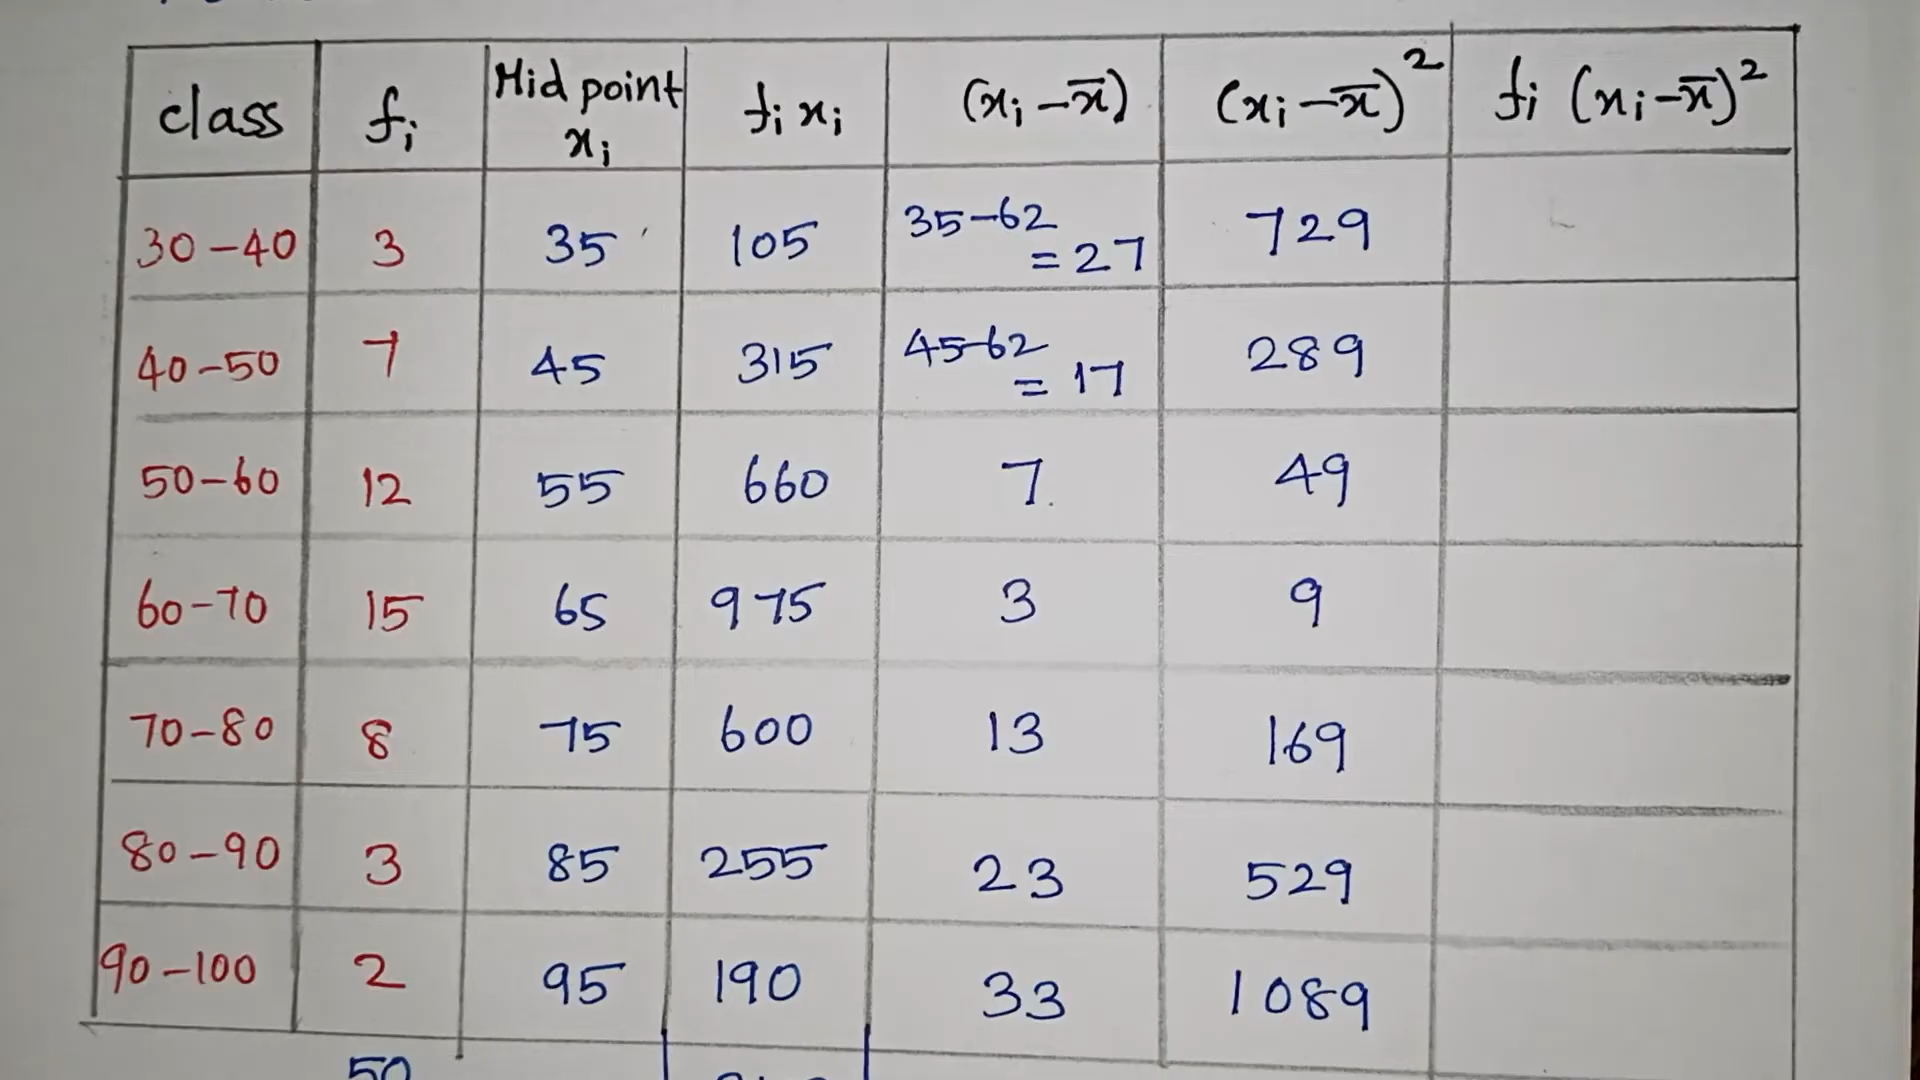 class fi Mid point xi fi xi (xi – x̄) (xi – x̄)² fi (xi – x̄)²
30–40 3 35 105 35–62 = 27 729
40–50 7 45 315 45–62 = 17 289
50–60 12 55 660 7 49
60–70 15 65 975 3 9
70–80 8 75 600 13 169
80–90 3 85 255 23 529
90–100 2 95 190 33 1089
50